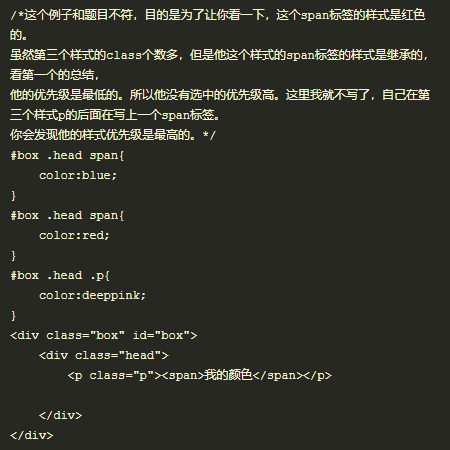 /*这个例子和题目不符，目的是为了让你看一下，这个span标签的样式是红色
的。
虽然第三个样式的class个数多，但是他这个样式的span标签的样式是继承的，
看第一个的总结，
他的优先级是最低的。所以他没有选中的优先级高。这里我就不写了，自己在第
三个样式p的后面在写上一个span标签。
你会发现他的样式优先级是最高的。*/
#box .head span{
    color:blue;
}
#box .head span{
    color:red;
}
#box .head .p{
    color:deeppink;
}
<div class="box" id="box">
    <div class="head">
        <p class="p"><span>我的颜色</span></p>
    </div>
</div>